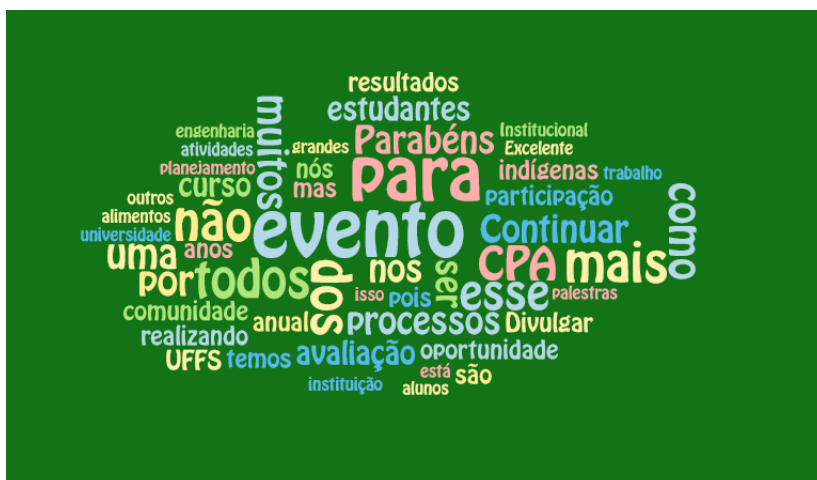 resultados
estudantes
muitos
engenharia
Parabéns
Institucional
atividades
grandes
Excelente
planejamento
nós
para
indígenas
trabalho
curso
mas
participação
como
outros
alimentos
não
evento
Continuar
universidade
uma
anos
CPA
mais
por
todos
dos
nos
ser
esse
palestras
isso
pois
comunidade
anual
processos
Divulgar
realizando
UFFS
temos
avaliação
oportunidade
está
são
instituição
alunos